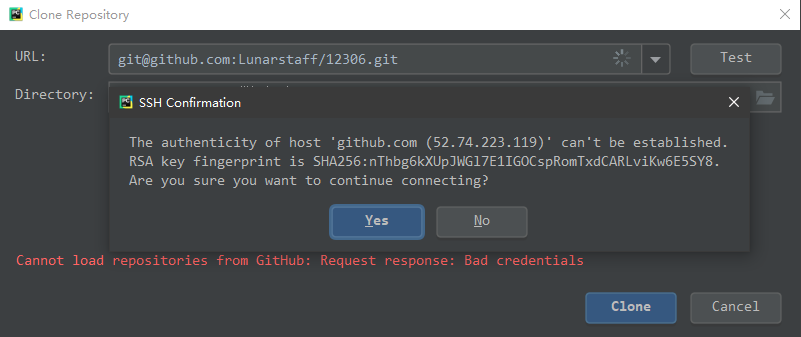 Clone Repository
URL:
git@github.com:Lunarstaff/12306.git
Test
Directory:
SSH Confirmation
The authenticity of host 'github.com (52.74.223.119)' can't be established.
RSA key fingerprint is SHA256:nThbg6kXUpJWGl7E1IGOCspRomTxdCARLviKw6E5SY8.
Are you sure you want to continue connecting?
Yes
No
Cannot load repositories from GitHub: Request response: Bad credentials
Clone
Cancel